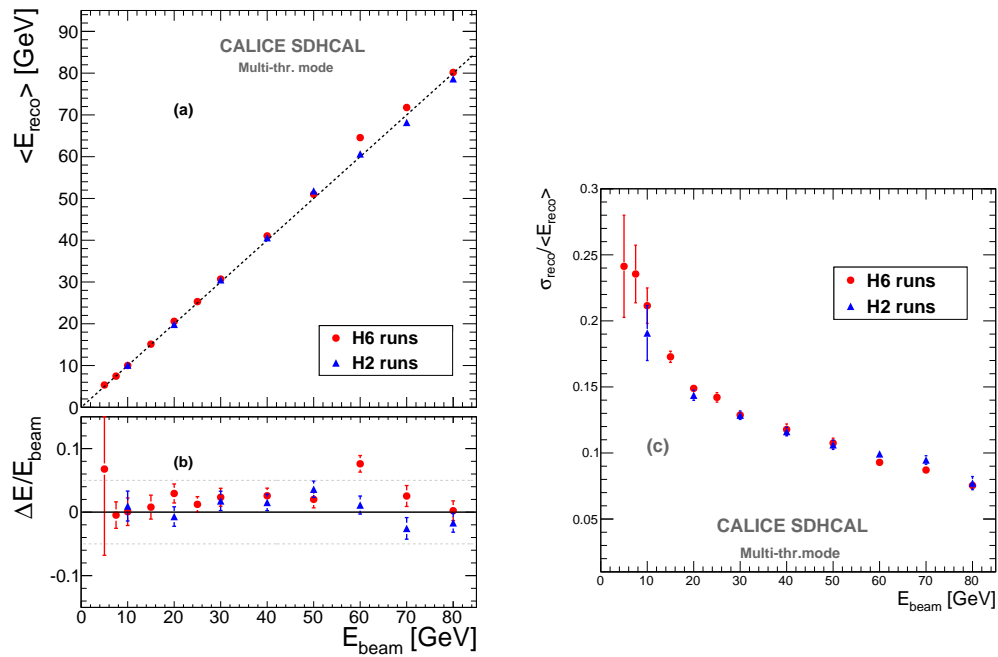 <E_reco> [GeV]
90
80
70
60
50
40
30
20
10
0
CALICE SDHCAL
Multi-thr. mode
(a)
H6 runs
H2 runs
ΔE/E_beam
0.1
0
-0.1
(b)
0 10 20 30 40 50 60 70 80
E_beam [GeV]
σ_reco/<E_reco>
0.3
0.25
0.2
0.15
0.1
0.05
H6 runs
H2 runs
(c)
CALICE SDHCAL
Multi-thr.mode
0 10 20 30 40 50 60 70 80
E_beam [GeV]